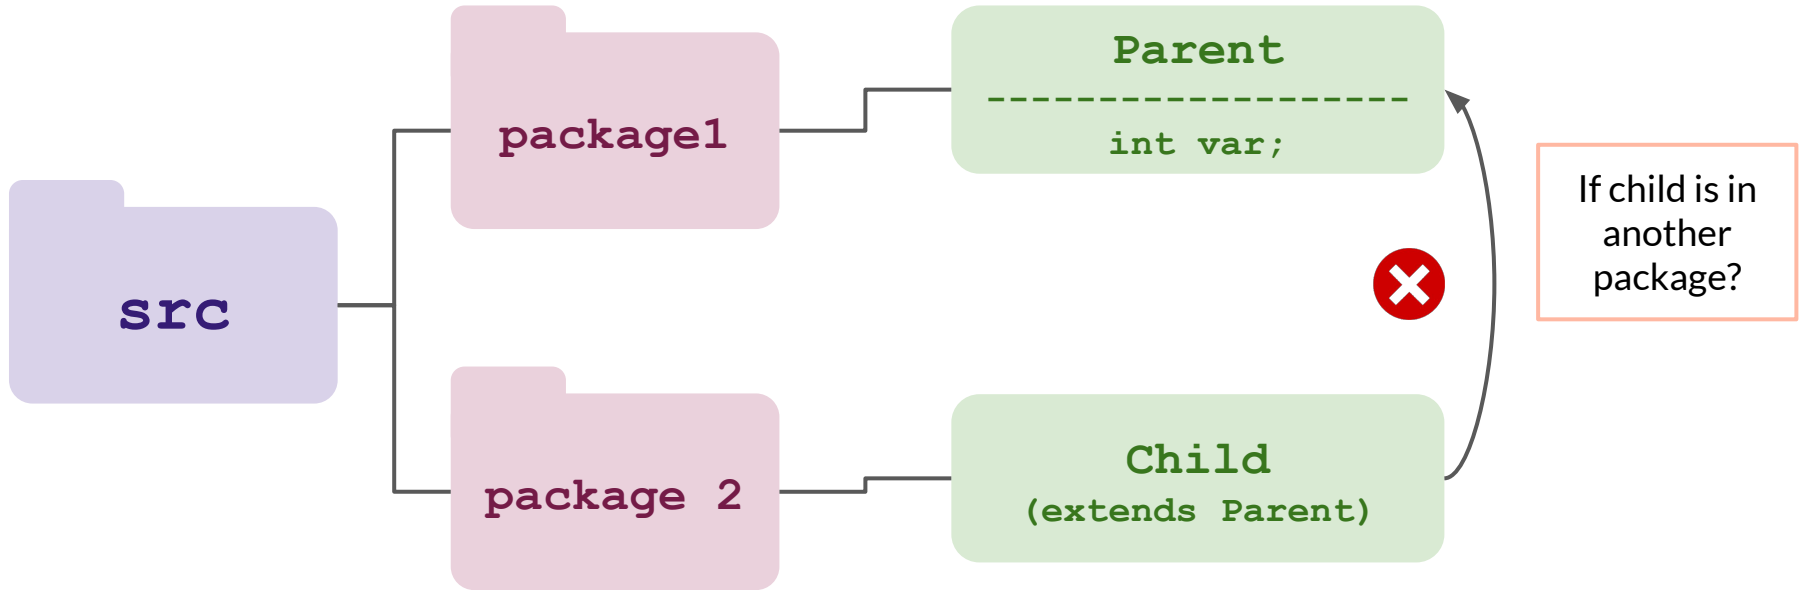 src
package1
package 2
Parent
-------------------
int var;
Child
(extends Parent)
If child is in
another
package?